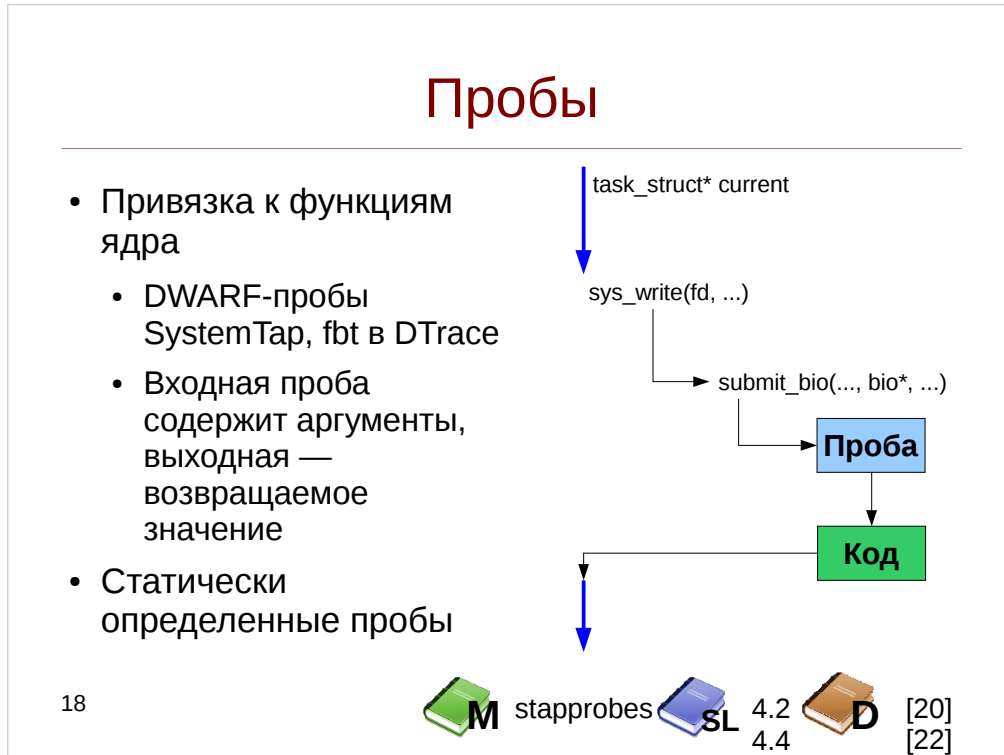 Пробы
• Привязка к функциям
ядра
• DWARF-пробы
SystemTap, fbt в DTrace
• Входная проба
содержит аргументы,
выходная —
возвращаемое
значение
• Статически
определенные пробы
task_struct* current
sys_write(fd, ...)
submit_bio(..., bio*, ...)
Проба
Код
18
M stapprobes SL 4.2 D [20]
4.4 [22]